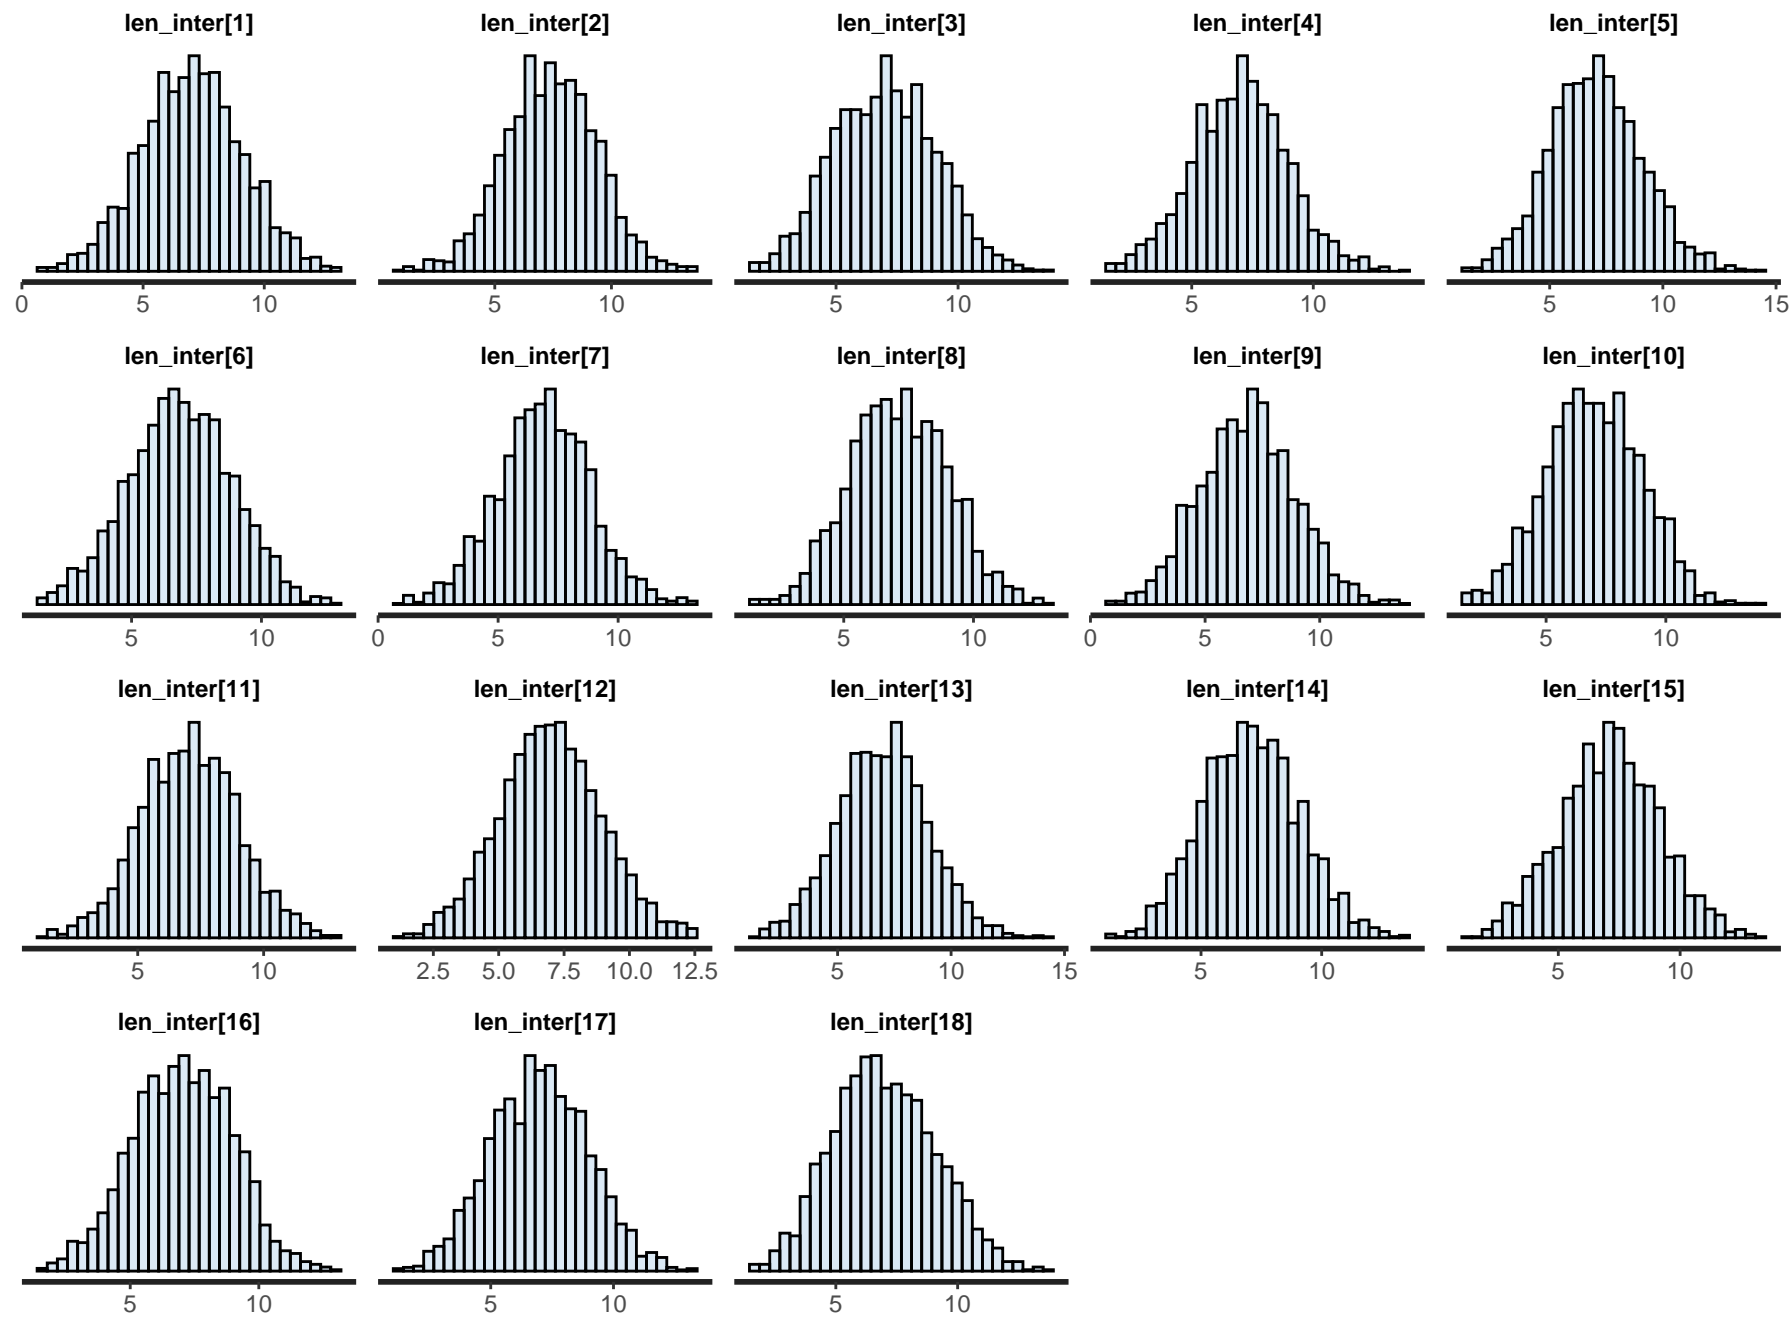 len_inter[1] len_inter[2] len_inter[3] len_inter[4] len_inter[5]
0 5 10 5 10 5 10 5 10 5 10 15
len_inter[6] len_inter[7] len_inter[8] len_inter[9] len_inter[10]
5 10 0 5 10 5 10 0 5 10 5 10
len_inter[11] len_inter[12] len_inter[13] len_inter[14] len_inter[15]
5 10 2.5 5.0 7.5 10.0 12.5 5 10 15 5 10 5 10
len_inter[16] len_inter[17] len_inter[18]
5 10 5 10 5 10